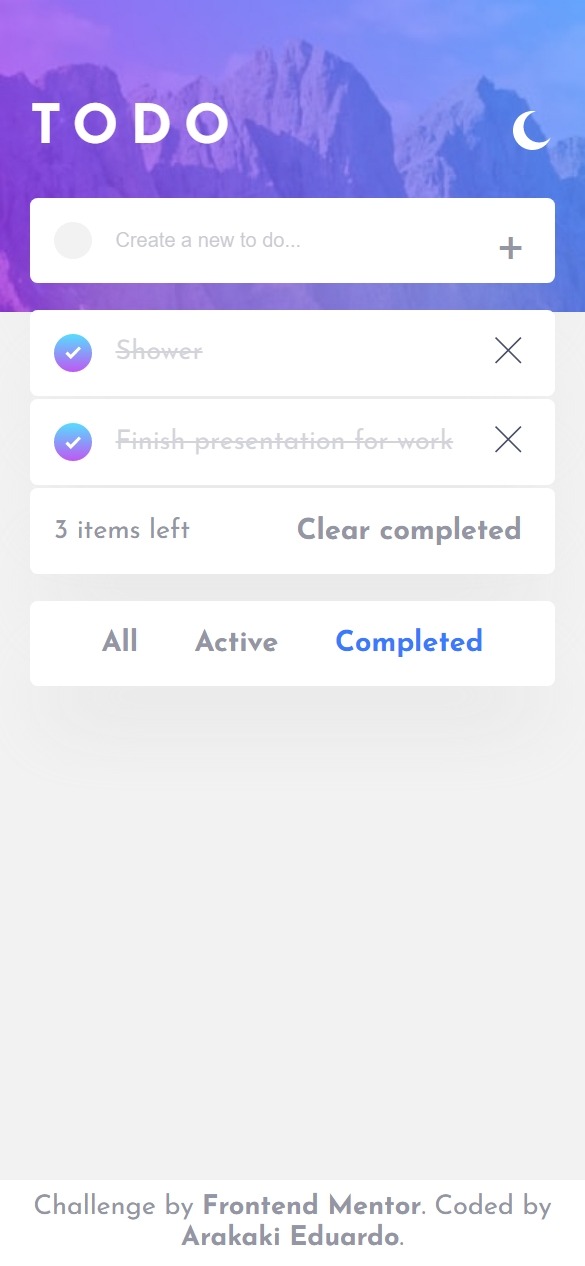 TODO
Create a new to do...
Shower
Finish presentation for work
3 items left Clear completed
All Active Completed
Challenge by Frontend Mentor. Coded by
Arakaki Eduardo.